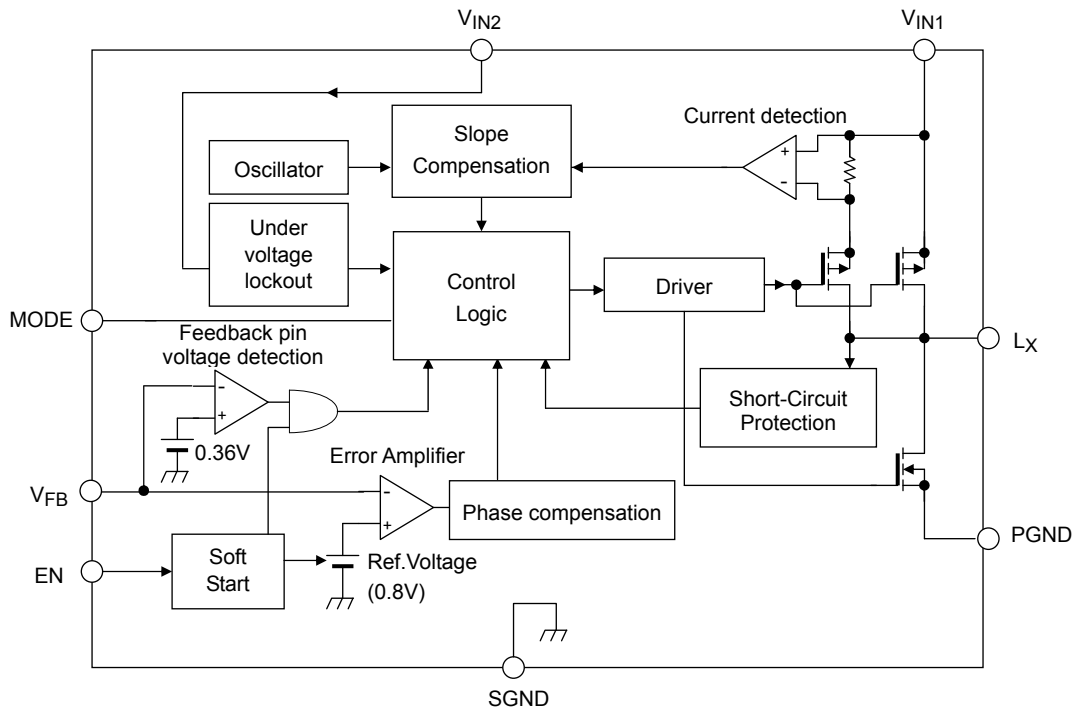 VIN2
VIN1
Current detection
Slope
Compensation
+
-
Oscillator
Under
voltage
lockout
Control
Logic
Driver
MODE
Feedback pin
voltage detection
LX
-
+
Short-Circuit
Protection
0.36V
Error Amplifier
VFB
-
+
Phase compensation
PGND
EN
Soft
Start
Ref.Voltage
(0.8V)
SGND